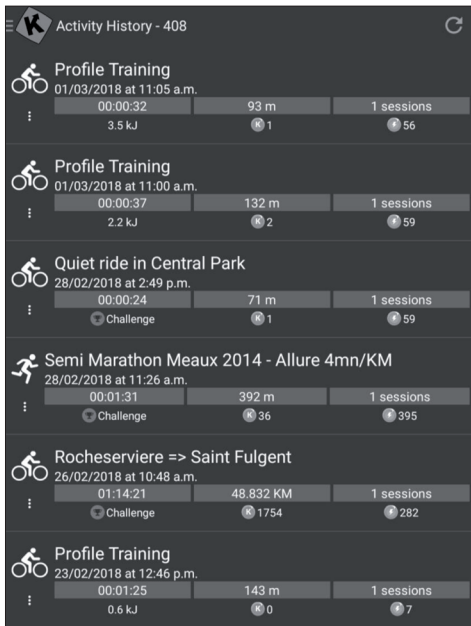 Activity History - 408
Profile Training
01/03/2018 at 11:05 a.m.
00:00:32 93 m 1 sessions
3.5 kJ K 1 56
Profile Training
01/03/2018 at 11:00 a.m.
00:00:37 132 m 1 sessions
2.2 kJ K 2 59
Quiet ride in Central Park
28/02/2018 at 2:49 p.m.
00:00:24 71 m 1 sessions
Challenge K 1 59
Semi Marathon Meaux 2014 - Allure 4mn/KM
28/02/2018 at 11:26 a.m.
00:01:31 392 m 1 sessions
Challenge K 36 395
Rocheserviere => Saint Fulgent
26/02/2018 at 10:48 a.m.
01:14:21 48.832 KM 1 sessions
Challenge K 1754 282
Profile Training
23/02/2018 at 12:46 p.m.
00:01:25 143 m 1 sessions
0.6 kJ K 0 7